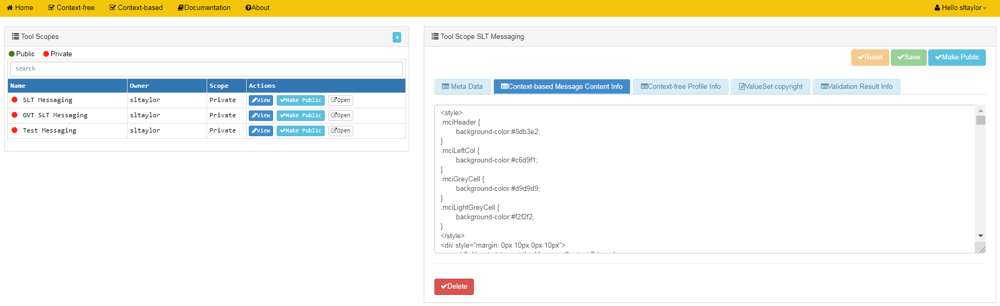 Home Context-free Context-based Documentation About Hello sltaylor
Tool Scopes
Public Private
Search
Name Owner Scope Actions
SLT Messaging sltaylor Private View Make Public Open
GVT SLT Messaging sltaylor Private View Make Public Open
Test Messaging sltaylor Private View Make Public Open
Tool Scope SLT Messaging
Reset Save Make Public
Meta Data Context-based Message Content Info Context-free Profile Info ValueSet copyright Validation Result Info
<style>
.mciHeader {
background-color:#8db3e2;
}
.mciLeftCol {
background-color:#c6d9f1;
}
.mciGreyCell {
background-color:#d9d9d9;
}
.mciLightGreyCell {
background-color:#f2f2f2;
}
</style>
<div style="margin: 0px 10px 0px 10px">
Delete